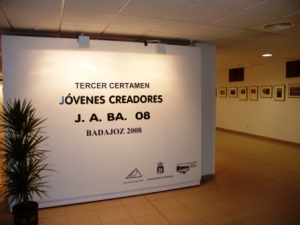 TERCER CERTAMEN
JÓVENES CREADORES
J. A. BA. 08
BADAJOZ 2008